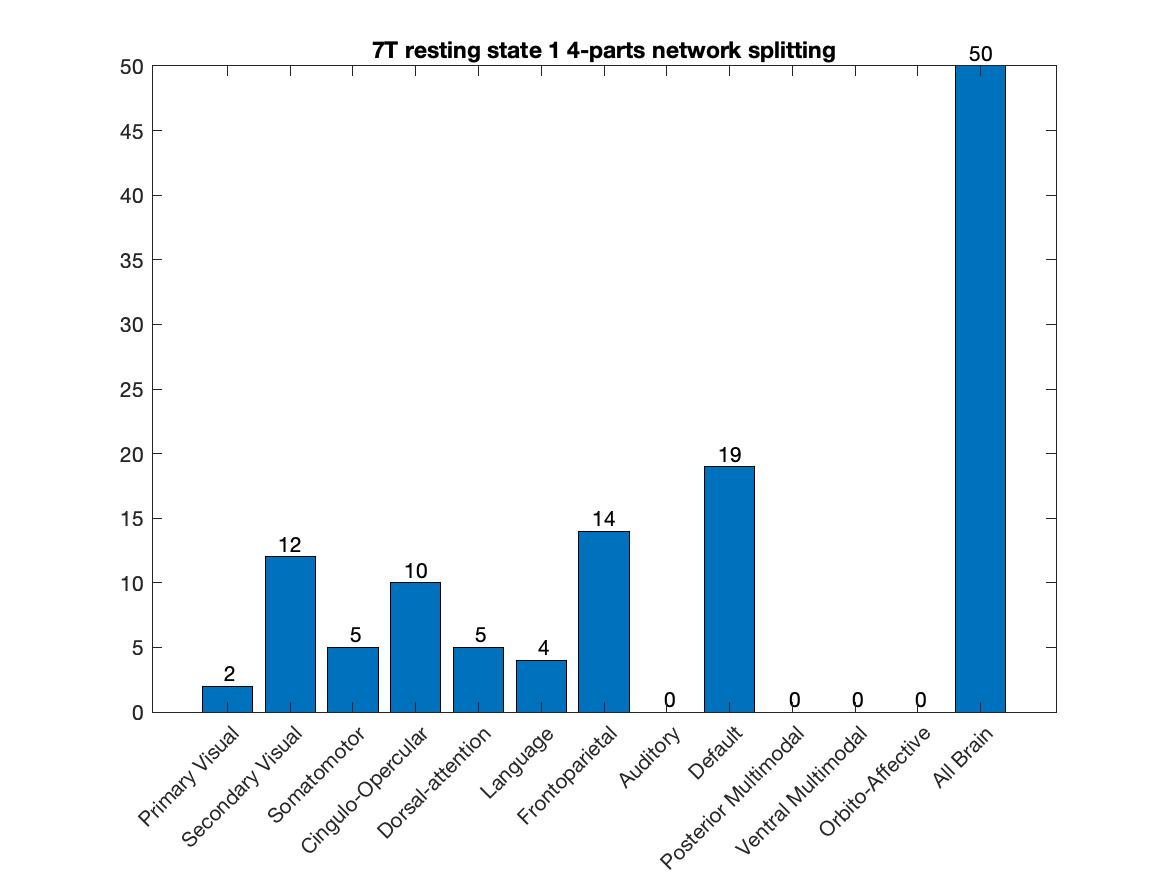 7T resting state 1 4-parts network splitting
50
45
40
35
30
25
20
15
10
5
0
2
12
5
10
5
4
14
0
19
0
0
0
50
Primary Visual
Secondary Visual
Somatomotor
Cingulo-Opercular
Dorsal-attention
Language
Frontoparietal
Auditory
Default
Posterior Multimodal
Ventral Multimodal
Orbito-Affective
All Brain